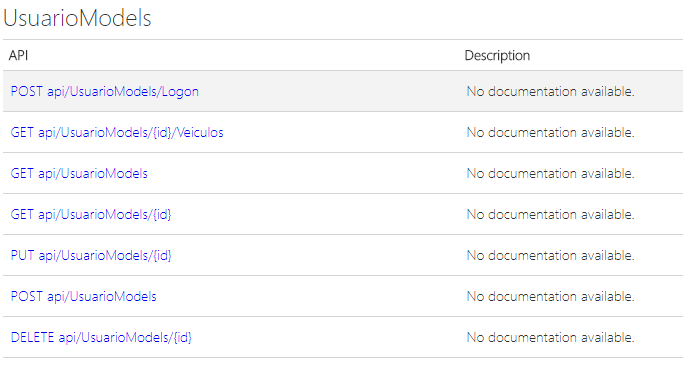 UsuarioModels
API Description
POST api/UsuarioModels/Logon No documentation available.
GET api/UsuarioModels/{id}/Veiculos No documentation available.
GET api/UsuarioModels No documentation available.
GET api/UsuarioModels/{id} No documentation available.
PUT api/UsuarioModels/{id} No documentation available.
POST api/UsuarioModels No documentation available.
DELETE api/UsuarioModels/{id} No documentation available.